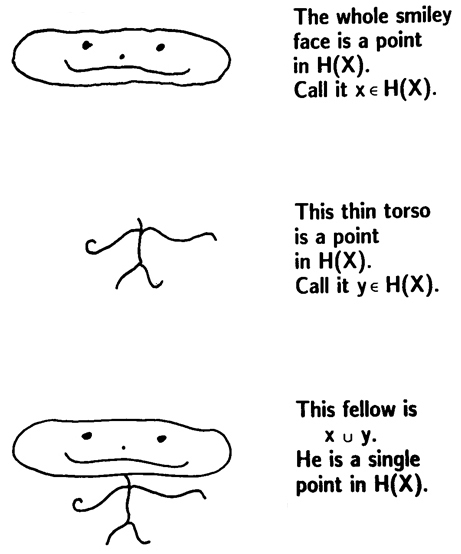 The whole smiley
face is a point
in H(X).
Call it x ∈ H(X).
This thin torso
is a point
in H(X).
Call it y ∈ H(X).
This fellow is
x ∪ y.
He is a single
point in H(X).